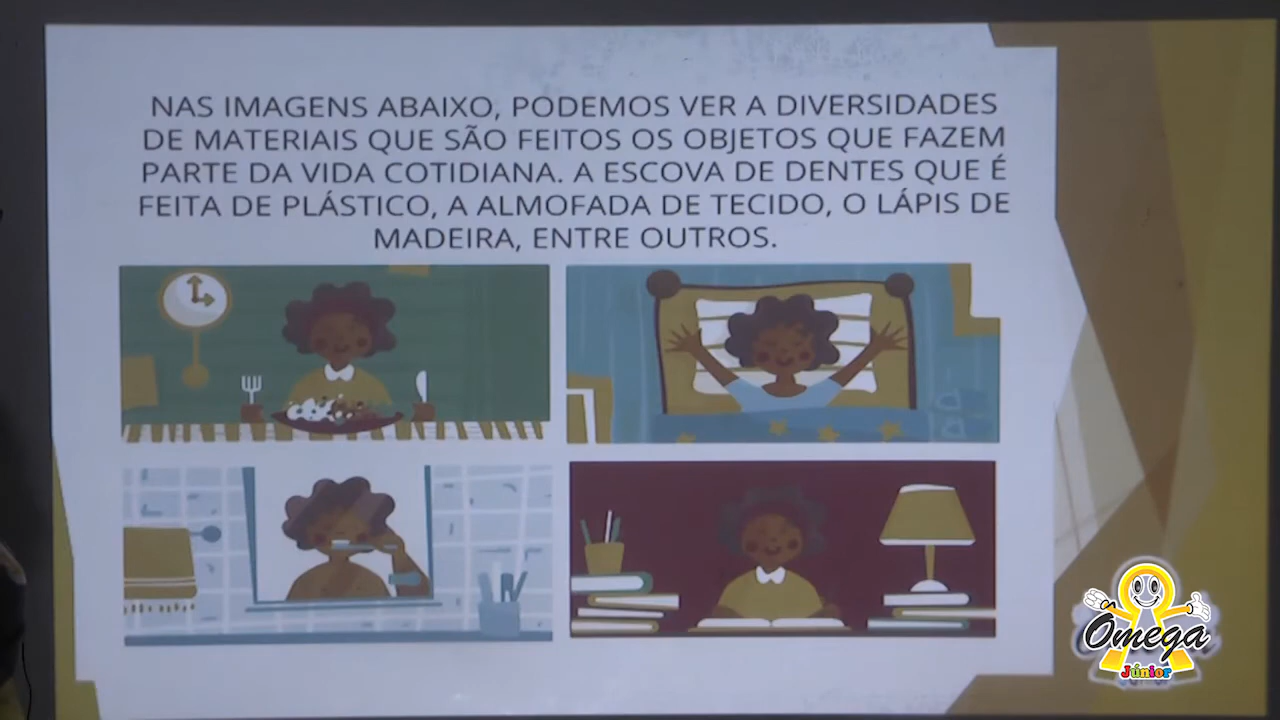 NAS IMAGENS ABAIXO, PODEMOS VER A DIVERSIDADES
DE MATERIAIS QUE SÃO FEITOS OS OBJETOS QUE FAZEM
PARTE DA VIDA COTIDIANA. A ESCOVA DE DENTES QUE É
FEITA DE PLÁSTICO, A ALMOFADA DE TECIDO, O LÁPIS DE
MADEIRA, ENTRE OUTROS.
Ômega
Júnior